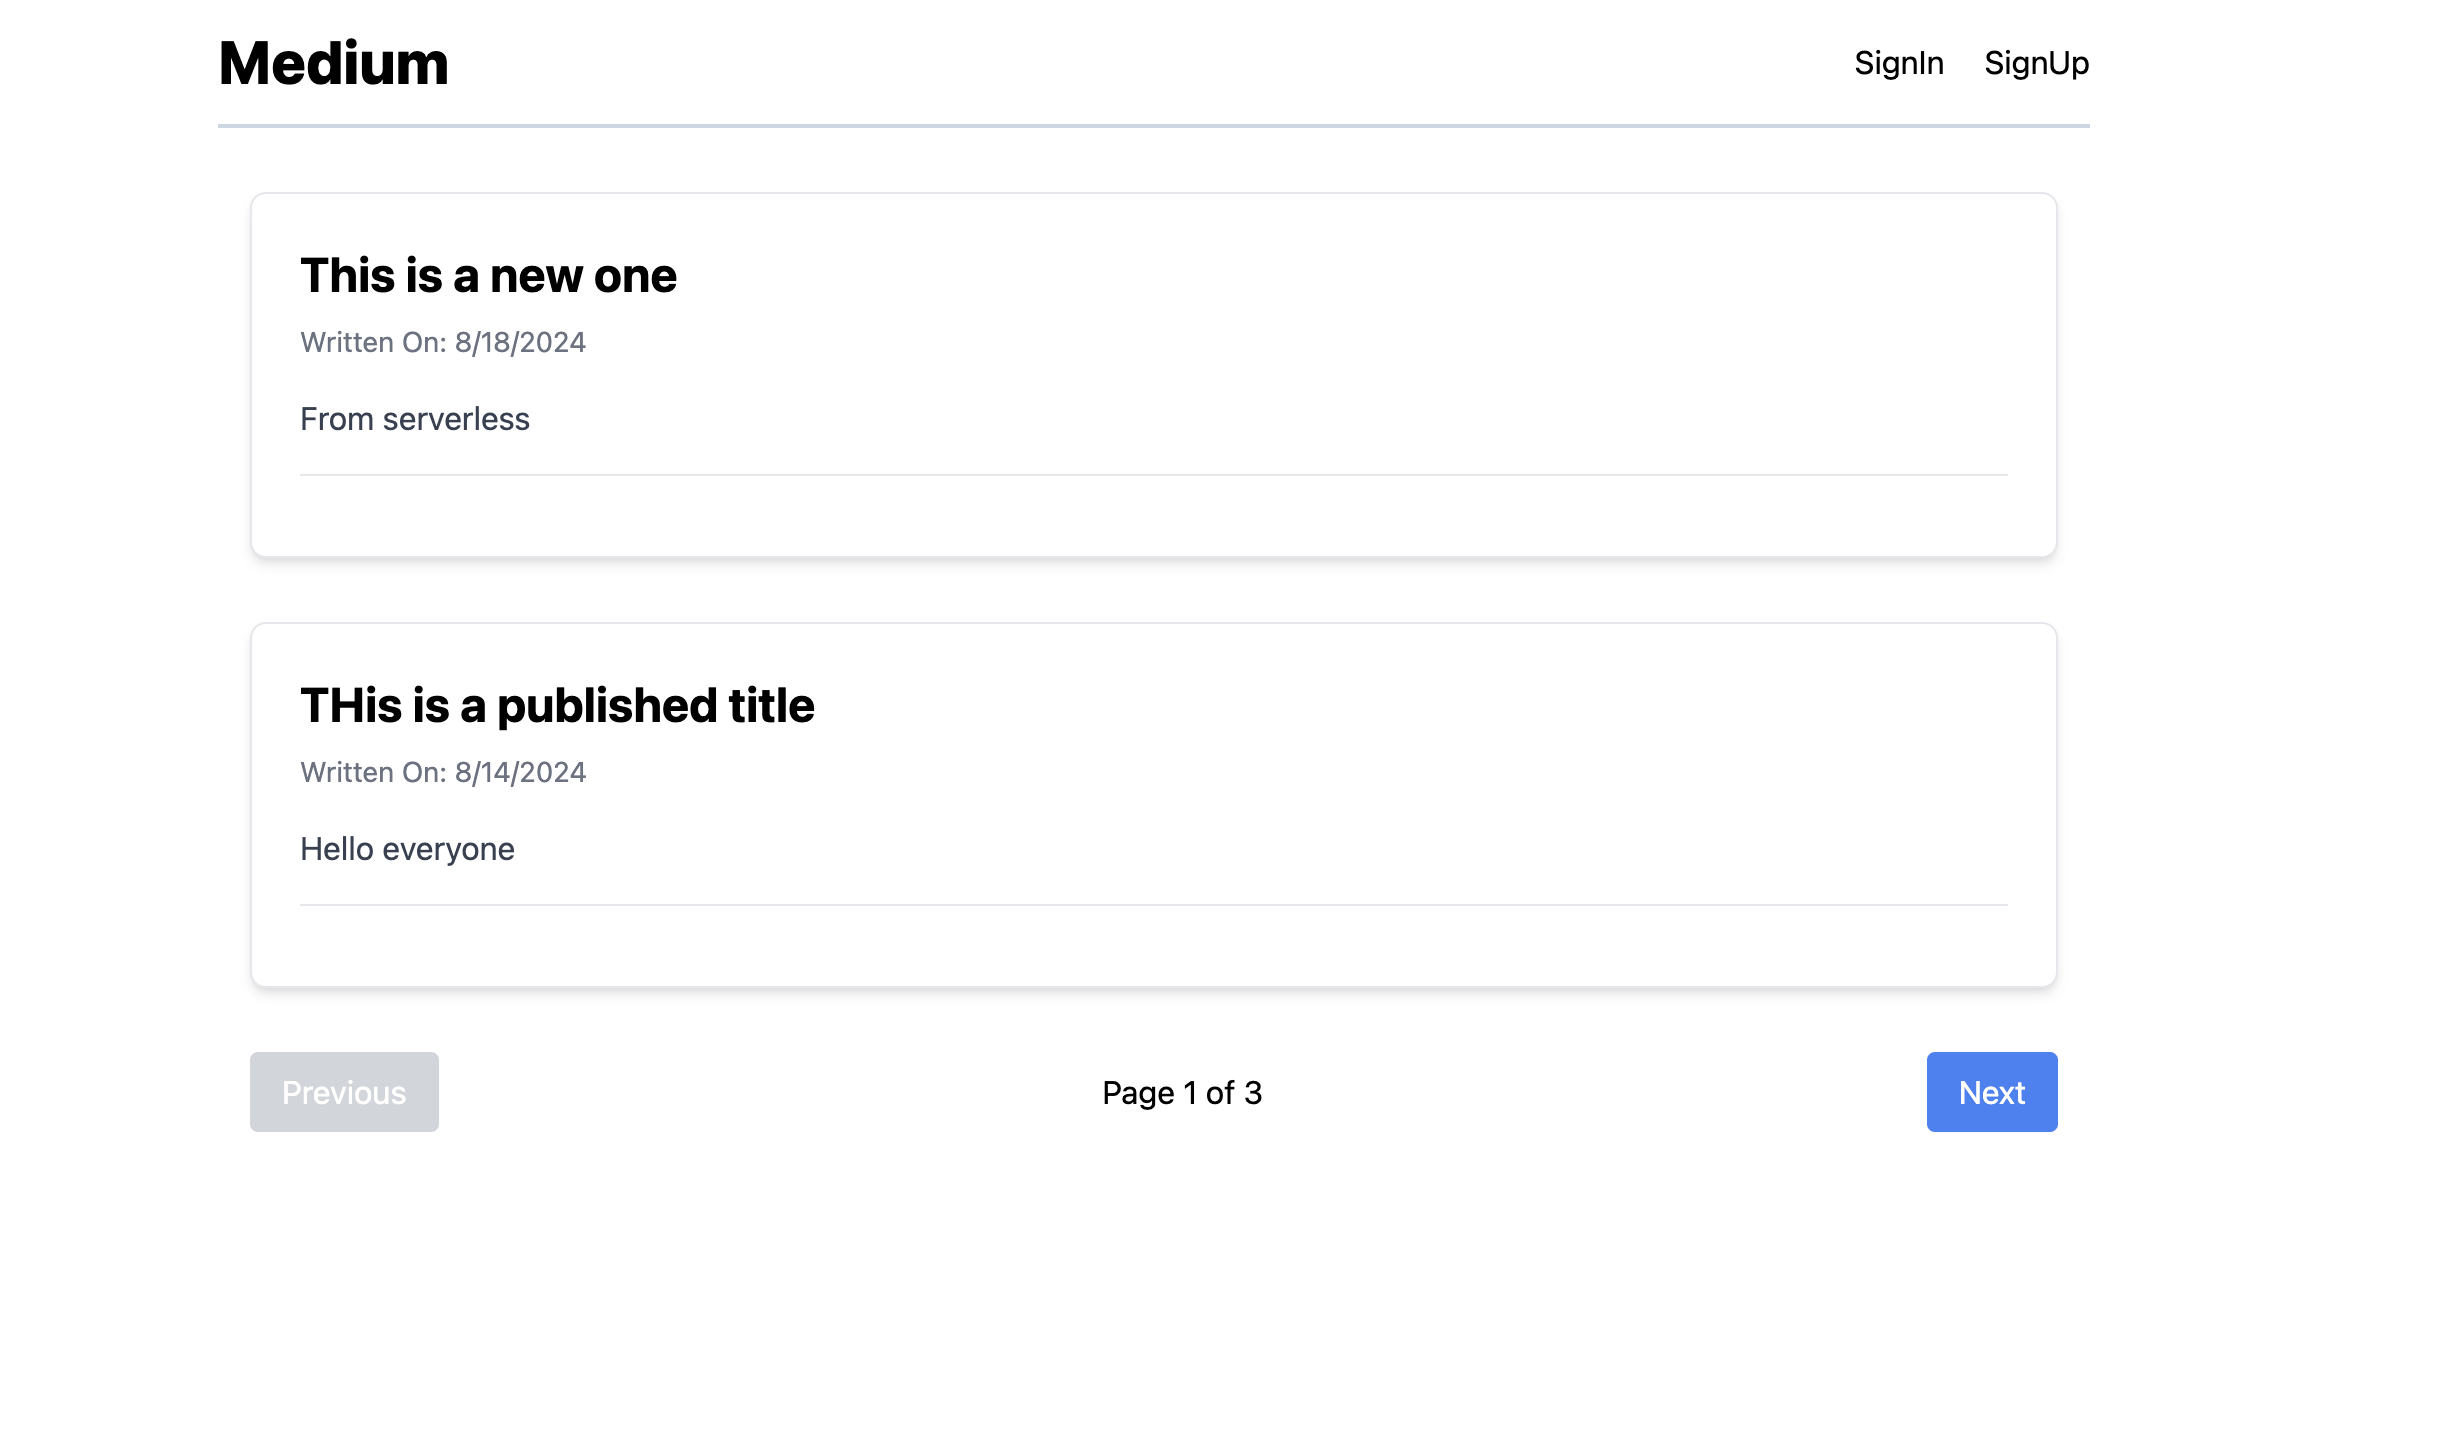 Medium
SignIn SignUp
This is a new one
Written On: 8/18/2024
From serverless
THis is a published title
Written On: 8/14/2024
Hello everyone
Previous
Page 1 of 3
Next